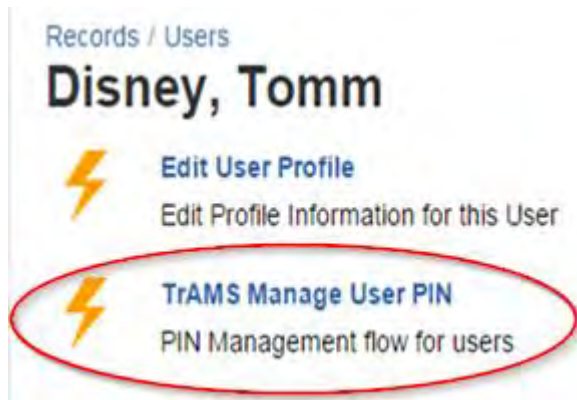 Records / Users
Disney, Tomm
Edit User Profile
Edit Profile Information for this User
TrAMS Manage User PIN
PIN Management flow for users